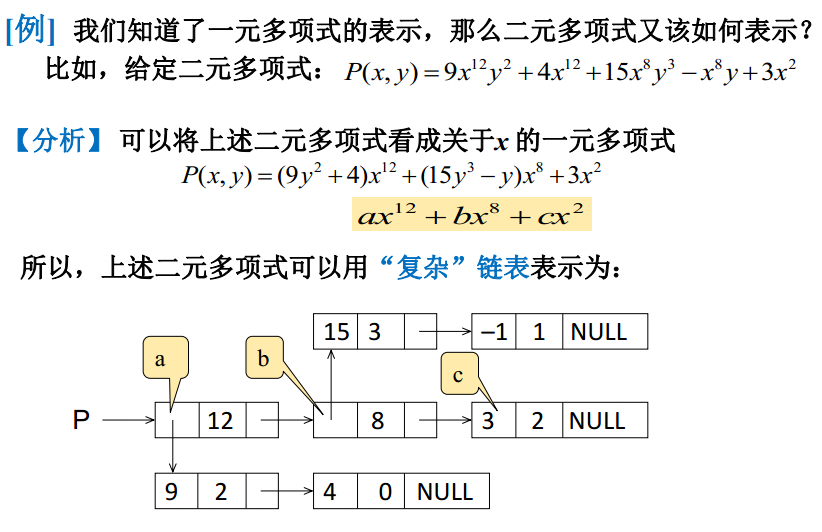 [例] 我们知道了一元多项式的表示，那么二元多项式又该如何表示？
比如，给定二元多项式： P(x, y) = 9x¹²y² + 4x¹² + 15x⁸y³ − x⁸y + 3x²
【分析】 可以将上述二元多项式看成关于x 的一元多项式
P(x, y) = (9y² + 4)x¹² + (15y³ − y)x⁸ + 3x²
ax¹² + bx⁸ + cx²
所以，上述二元多项式可以用“复杂”链表表示为：
15 3 –1 1 NULL
a b c
P 12 8 3 2 NULL
9 2 4 0 NULL